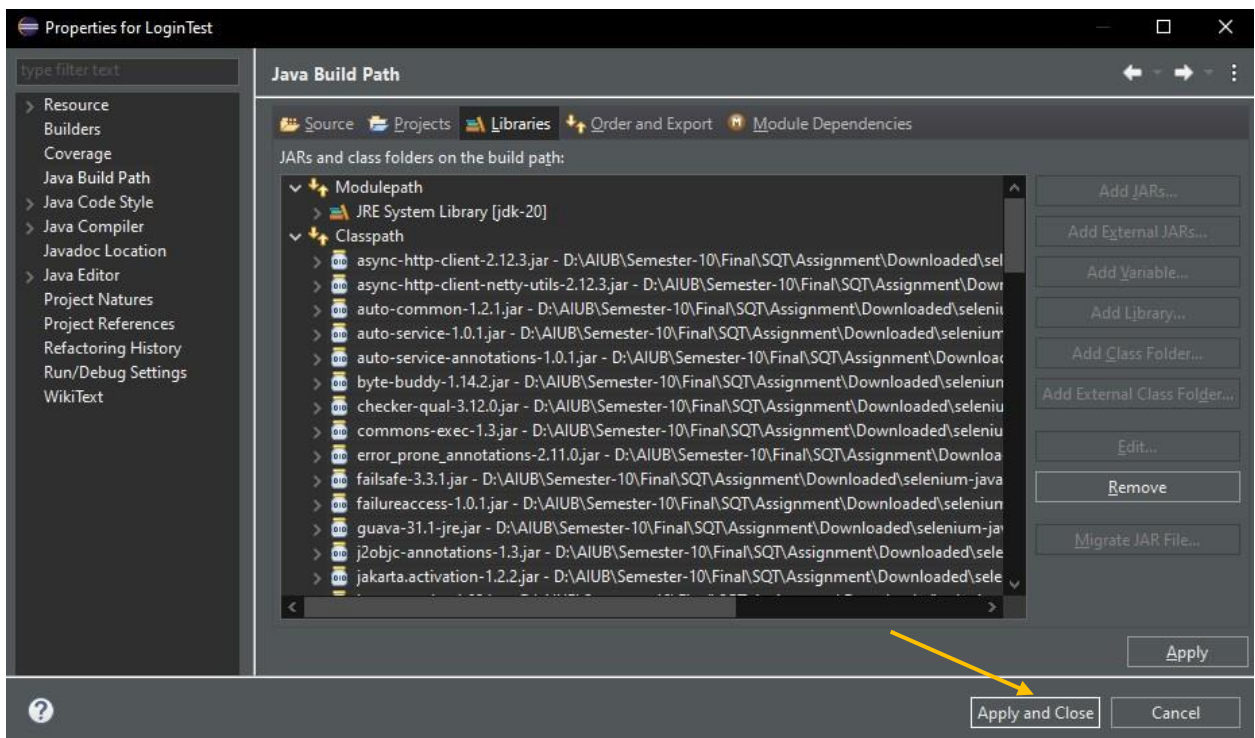 Properties for LoginTest
type filter text
Resource
Builders
Coverage
Java Build Path
Java Code Style
Java Compiler
Javadoc Location
Java Editor
Project Natures
Project References
Refactoring History
Run/Debug Settings
WikiText
Java Build Path
Source Projects Libraries Order and Export Module Dependencies
JARs and class folders on the build path:
Modulepath
JRE System Library [jdk-20]
Classpath
async-http-client-2.12.3.jar - D:\AIUB\Semester-10\Final\SQT\Assignment\Downloaded\sel
async-http-client-netty-utils-2.12.3.jar - D:\AIUB\Semester-10\Final\SQT\Assignment\Down
auto-common-1.2.1.jar - D:\AIUB\Semester-10\Final\SQT\Assignment\Downloaded\seleni
auto-service-1.0.1.jar - D:\AIUB\Semester-10\Final\SQT\Assignment\Downloaded\selenium
auto-service-annotations-1.0.1.jar - D:\AIUB\Semester-10\Final\SQT\Assignment\Downloa
byte-buddy-1.14.2.jar - D:\AIUB\Semester-10\Final\SQT\Assignment\Downloaded\selenium
checker-qual-3.12.0.jar - D:\AIUB\Semester-10\Final\SQT\Assignment\Downloaded\seleniu
commons-exec-1.3.jar - D:\AIUB\Semester-10\Final\SQT\Assignment\Downloaded\seleniu
error_prone_annotations-2.11.0.jar - D:\AIUB\Semester-10\Final\SQT\Assignment\Downloa
failsafe-3.3.1.jar - D:\AIUB\Semester-10\Final\SQT\Assignment\Downloaded\selenium-java
failureaccess-1.0.1.jar - D:\AIUB\Semester-10\Final\SQT\Assignment\Downloaded\selenium
guava-31.1-jre.jar - D:\AIUB\Semester-10\Final\SQT\Assignment\Downloaded\selenium-ja
j2objc-annotations-1.3.jar - D:\AIUB\Semester-10\Final\SQT\Assignment\Downloaded\sele
jakarta.activation-1.2.2.jar - D:\AIUB\Semester-10\Final\SQT\Assignment\Downloaded\sele
Add JARs...
Add External JARs...
Add Variable...
Add Library...
Add Class Folder...
Add External Class Folder...
Edit...
Remove
Migrate JAR File...
Apply
Apply and Close
Cancel